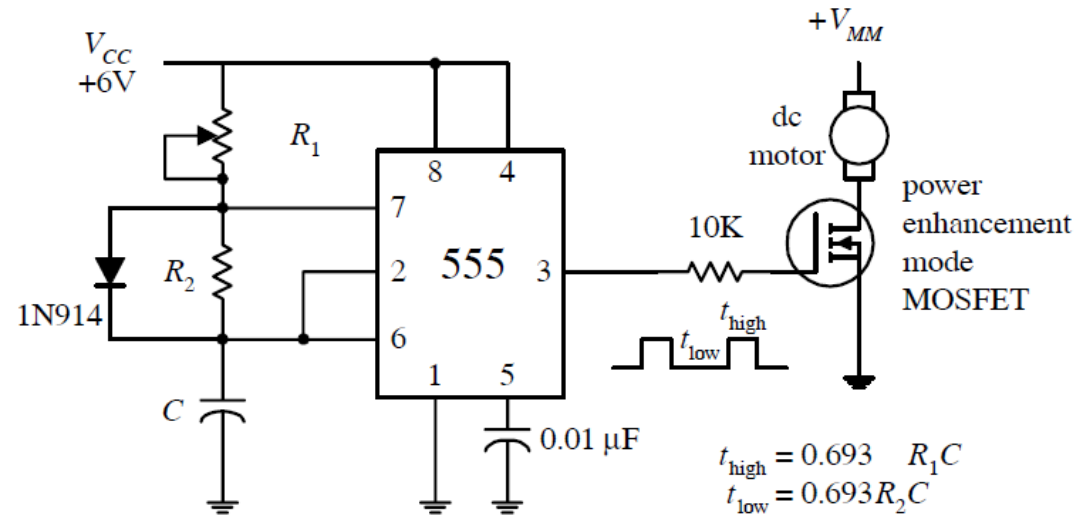 +V_MM
V_CC
+6V
dc
motor
R_1
8 4
7
power
enhancement
mode
MOSFET
10K
R_2
2 555 3
1N914
t_high
t_low
6
1 5
C
0.01 µF
t_high = 0.693 R_1C
t_low = 0.693R_2C